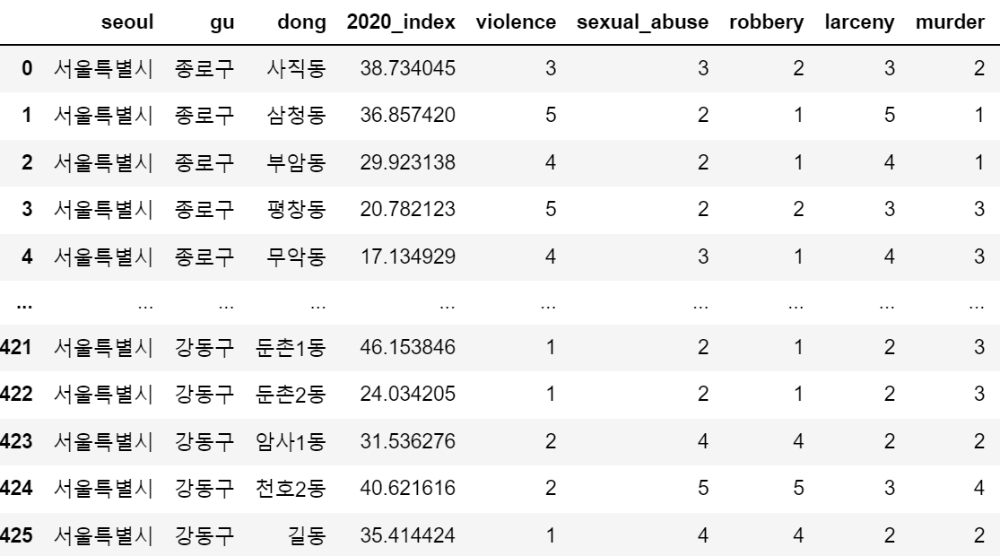 seoul gu dong 2020_index violence sexual_abuse robbery larceny murder
0 서울특별시 종로구 사직동 38.734045 3 3 2 3 2
1 서울특별시 종로구 삼청동 36.857420 5 2 1 5 1
2 서울특별시 종로구 부암동 29.923138 4 2 1 4 1
3 서울특별시 종로구 평창동 20.782123 5 2 2 3 3
4 서울특별시 종로구 무악동 17.134929 4 3 1 4 3
... ... ... ... ... ... ... ... ... ...
421 서울특별시 강동구 둔촌1동 46.153846 1 2 1 2 3
422 서울특별시 강동구 둔촌2동 24.034205 1 2 1 2 3
423 서울특별시 강동구 암사1동 31.536276 2 4 4 2 2
424 서울특별시 강동구 천호2동 40.621616 2 5 5 3 4
425 서울특별시 강동구 길동 35.414424 1 4 4 2 2